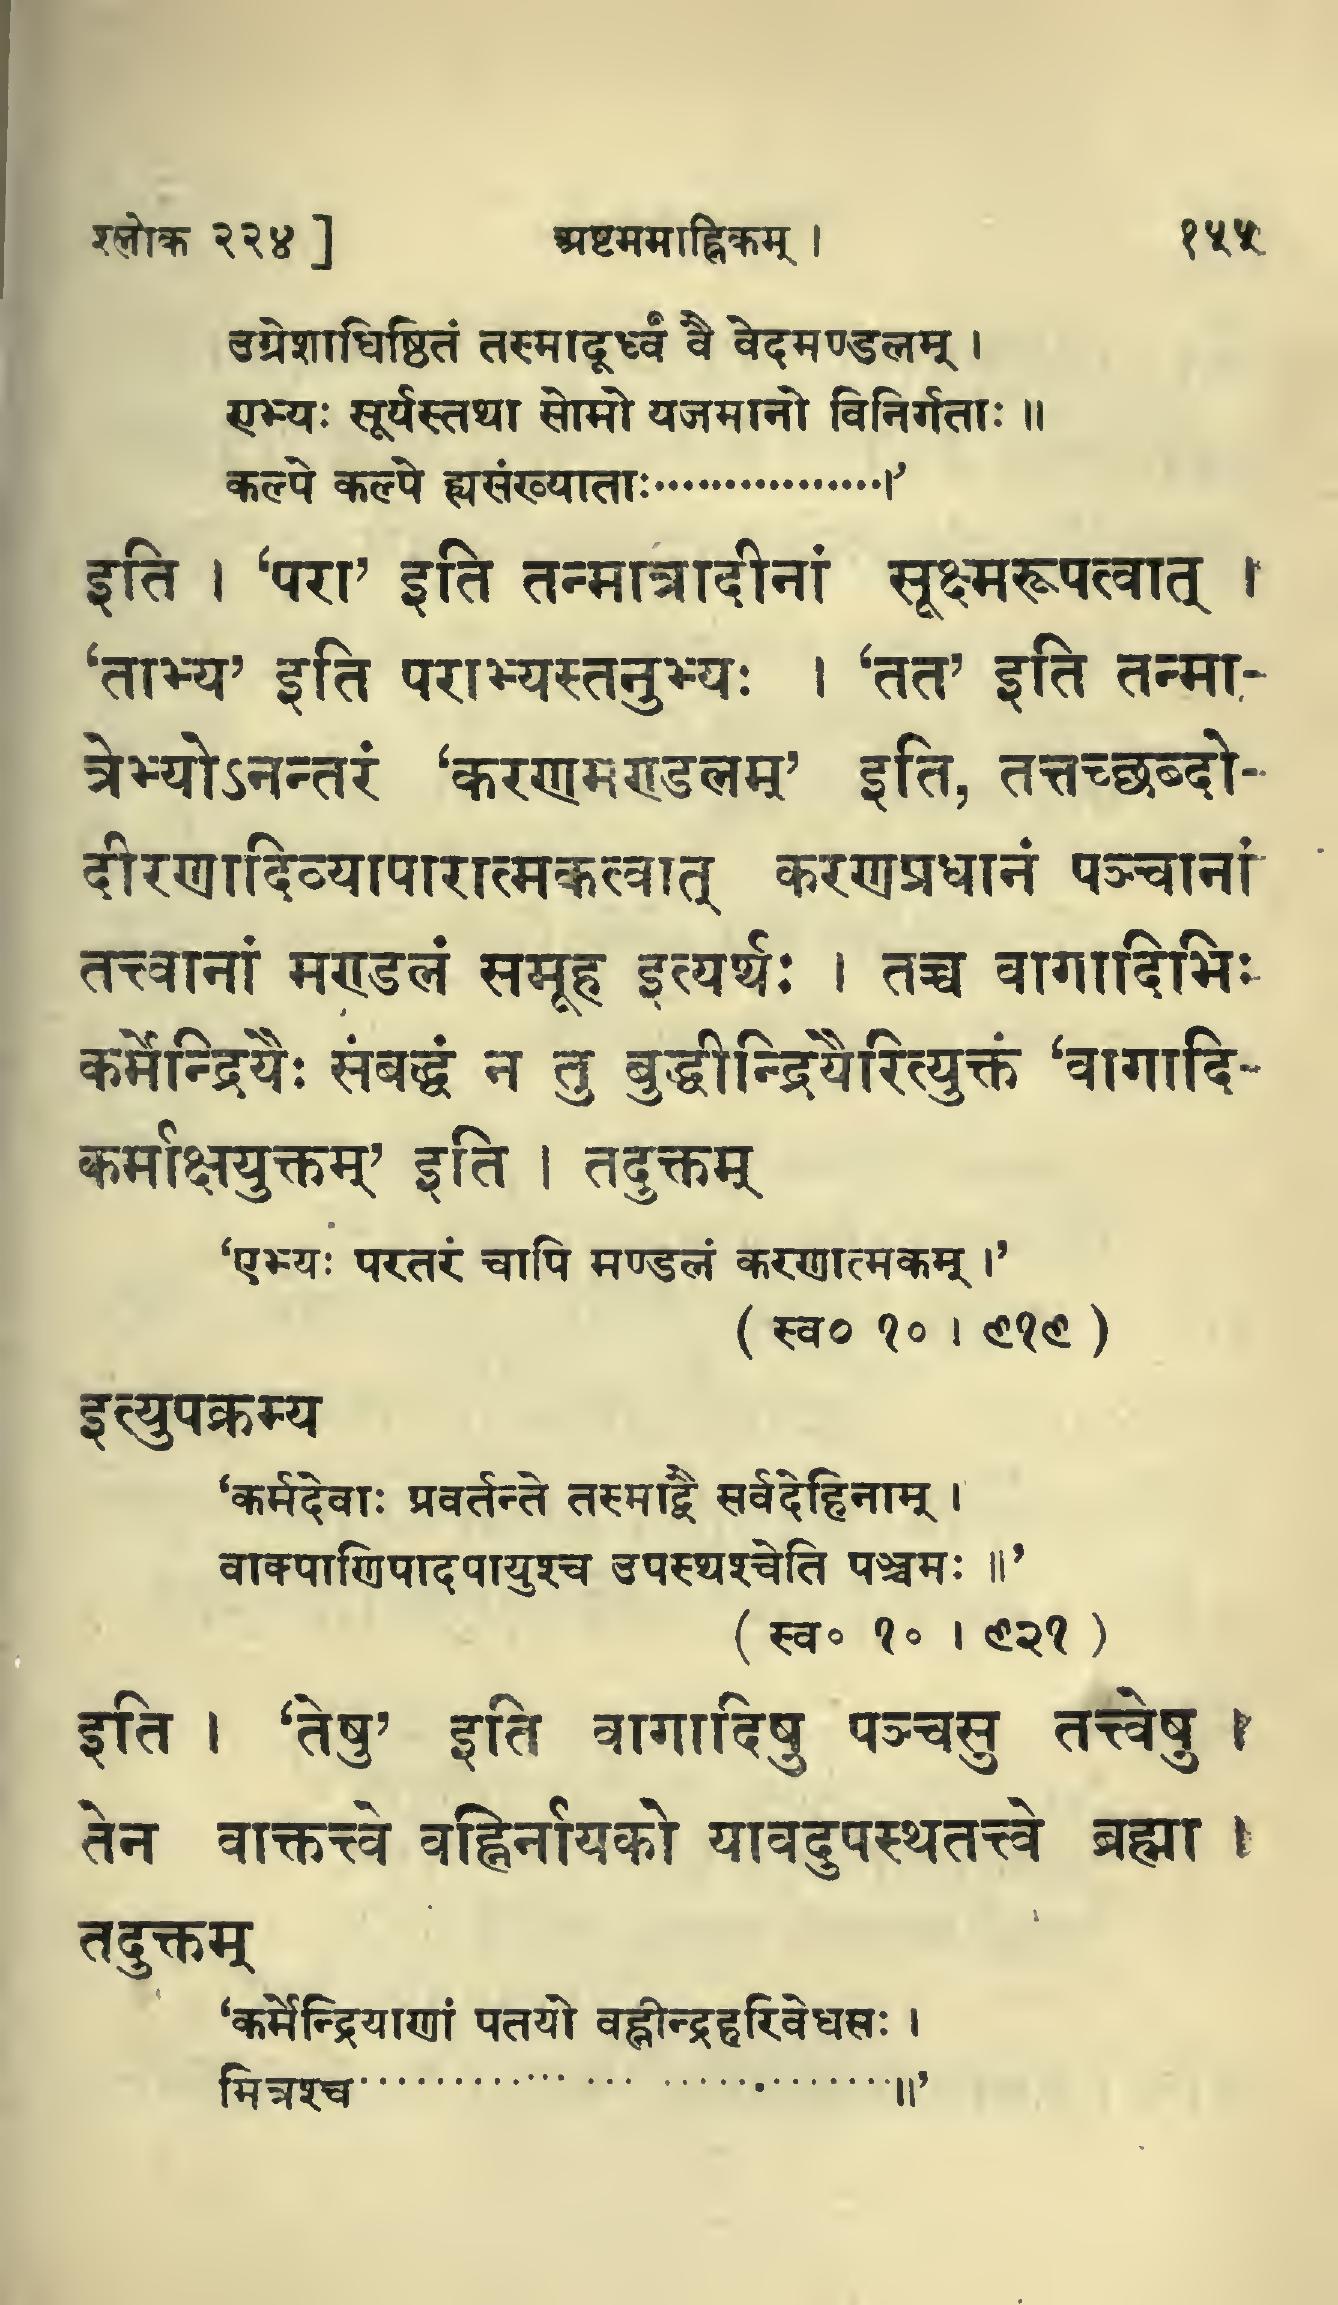 श्लोक २२४ ] अष्टममाह्निकम् । १५५
उग्रेशाधिष्ठितं तस्मादूर्ध्वं वै वेदमण्डलम् ।
एभ्यः सूर्यस्तथा सोमो यजमानो विनिर्गताः ॥
कल्पे कल्पे ह्यसंख्याताः·················।’
इति । ‘परा’ इति तन्मात्रादीनां सूक्ष्मरूपत्वात् ।
‘ताभ्य’ इति पराभ्यस्तनुभ्यः । ‘तत’ इति तन्मा-
त्रेभ्योऽनन्तरं ‘करणमण्डलम्’ इति, तत्तच्छब्दो-
दीरणादिव्यापारात्मकत्वात् करणप्रधानं पञ्चानां
तत्त्वानां मण्डलं समूह इत्यर्थः । तच्च वागादिभिः
कर्मेन्द्रियैः संबद्धं न तु बुद्धीन्द्रियैरित्युक्तं ‘वागादि-
कर्माक्षयुक्तम्’ इति । तदुक्तम्
‘एभ्यः परतरं चापि मण्डलं करणात्मकम् ।’
( स्व० १० । ९१९ )
इत्युपक्रम्य
‘कर्मदेवाः प्रवर्तन्ते तस्माद्वै सर्वदेहिनाम् ।
वाक्पाणिपादपायुश्च उपस्थश्चेति पञ्चमः ॥’
( स्व० १० । ९२१ )
इति । ‘तेषु’ इति वागादिषु पञ्चसु तत्त्वेषु ।
तेन वाक्तत्त्वे वह्निर्नायको यावदुपस्थतत्त्वे ब्रह्मा ।
तदुक्तम्
‘कर्मेन्द्रियाणां पतयो वह्नीन्द्रहरिवेधसः ।
मित्रश्च·································॥’